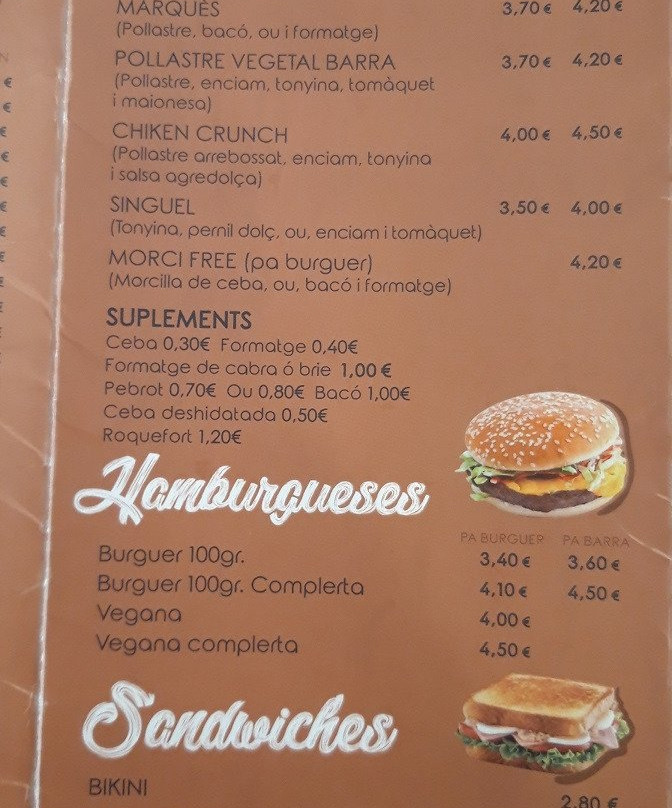 N
€
€
€
€
€
€
€
€
€
€
€
€
MARQUÈS 3,70 € 4,20 €
(Pollastre, bacó, ou i formatge)
POLLASTRE VEGETAL BARRA 3,70 € 4,20 €
(Pollastre, enciam, tonyina, tomàquet
i maionesa)
CHIKEN CRUNCH 4,00 € 4,50 €
(Pollastre arrebossat, enciam, tonyina
i salsa agredolça)
SINGUEL 3,50 € 4,00 €
(Tonyina, pernil dolç, ou, enciam i tomàquet)
MORCI FREE (pa burguer) 4,20 €
(Morcilla de ceba, ou, bacó i formatge)
SUPLEMENTS
Ceba 0,30€ Formatge 0,40€
Formatge de cabra ó brie 1,00 €
Pebrot 0,70€ Ou 0,80€ Bacó 1,00€
Ceba deshidatada 0,50€
Roquefort 1,20€
Hamburgueses
PA BURGUER PA BARRA
Burguer 100gr. 3,40 € 3,60 €
Burguer 100gr. Complerta 4,10 € 4,50 €
Vegana 4,00 €
Vegana complerta 4,50 €
Sandwiches
BIKINI 2,80 €